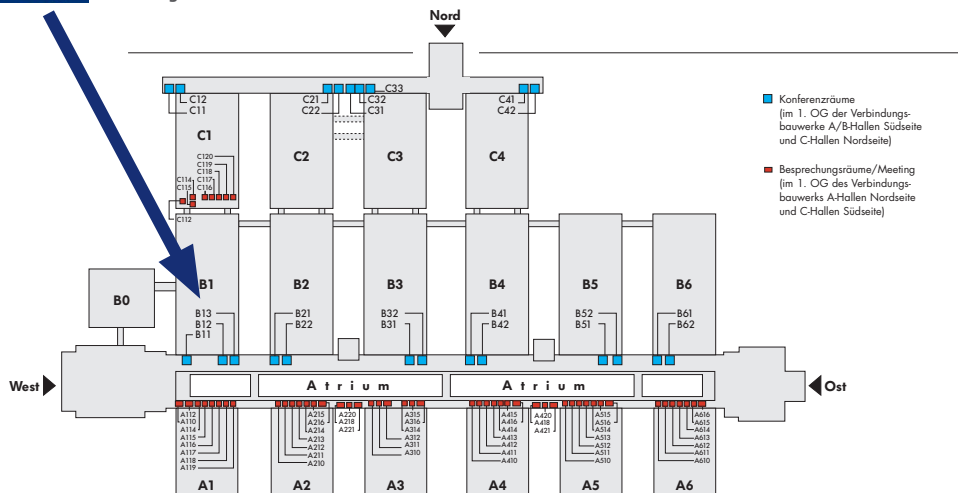 Nord
C33
C12
C21
C32
C41
C11
C22
C31
C42
Konferenzräume
(im 1. OG der Verbindungs-
bauwerke A/B-Hallen Südseite
und C-Hallen Nordseite)
Besprechungsräume/Meeting
(im 1. OG des Verbindungs-
bauwerks A-Hallen Nordseite
und C-Hallen Südseite)
C1
C2
C3
C4
C120
C119
C118
C114
C117
C115
C116
C112
B0
B1
B2
B3
B4
B5
B6
B13
B21
B32
B41
B52
B61
B12
B22
B31
B42
B51
B62
B11
West
Atrium
Atrium
Ost
A112
A110
A114
A115
A116
A117
A118
A119
A215
A216
A214
A213
A212
A211
A210
A220
A218
A221
A315
A316
A314
A312
A311
A310
A415
A416
A414
A413
A412
A411
A410
A420
A418
A421
A515
A516
A514
A513
A512
A511
A510
A616
A615
A614
A613
A612
A611
A610
A1
A2
A3
A4
A5
A6